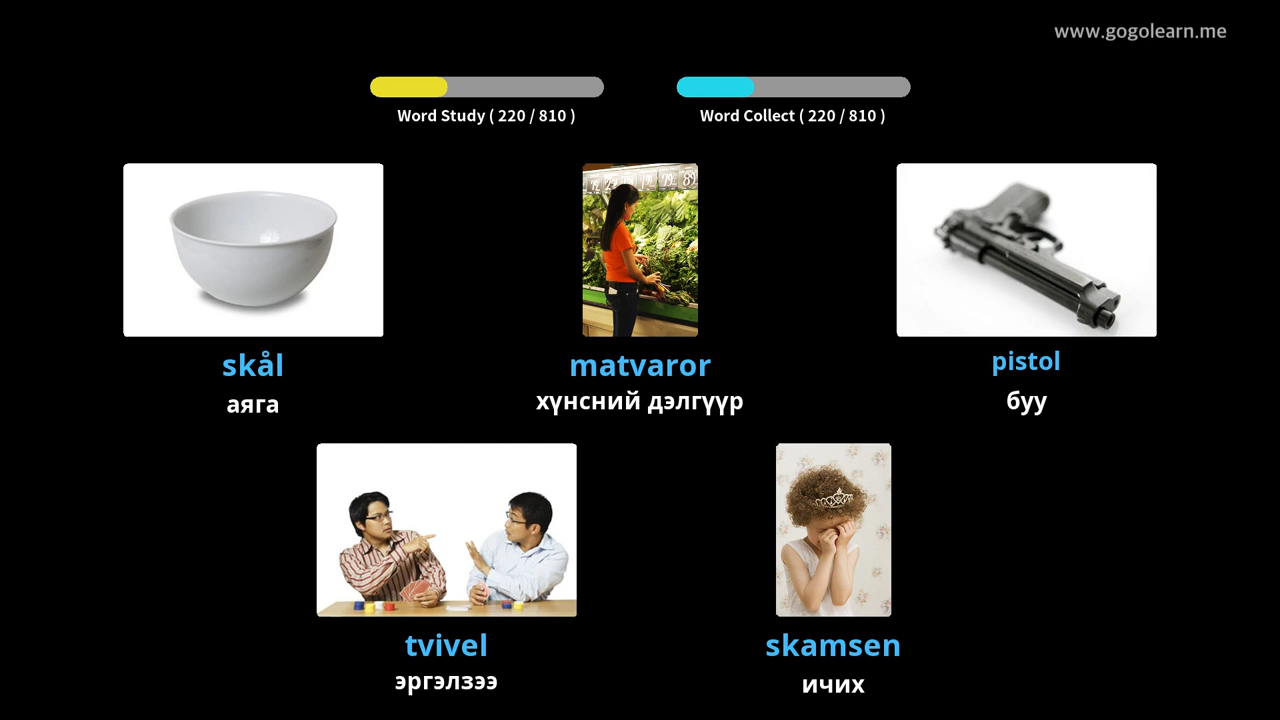 www.gogolearn.me
Word Study ( 220 / 810 )
Word Collect ( 220 / 810 )
skål
аяга
matvaror
хүнсний дэлгүүр
pistol
буу
tvivel
эргэлзээ
skamsen
ичих